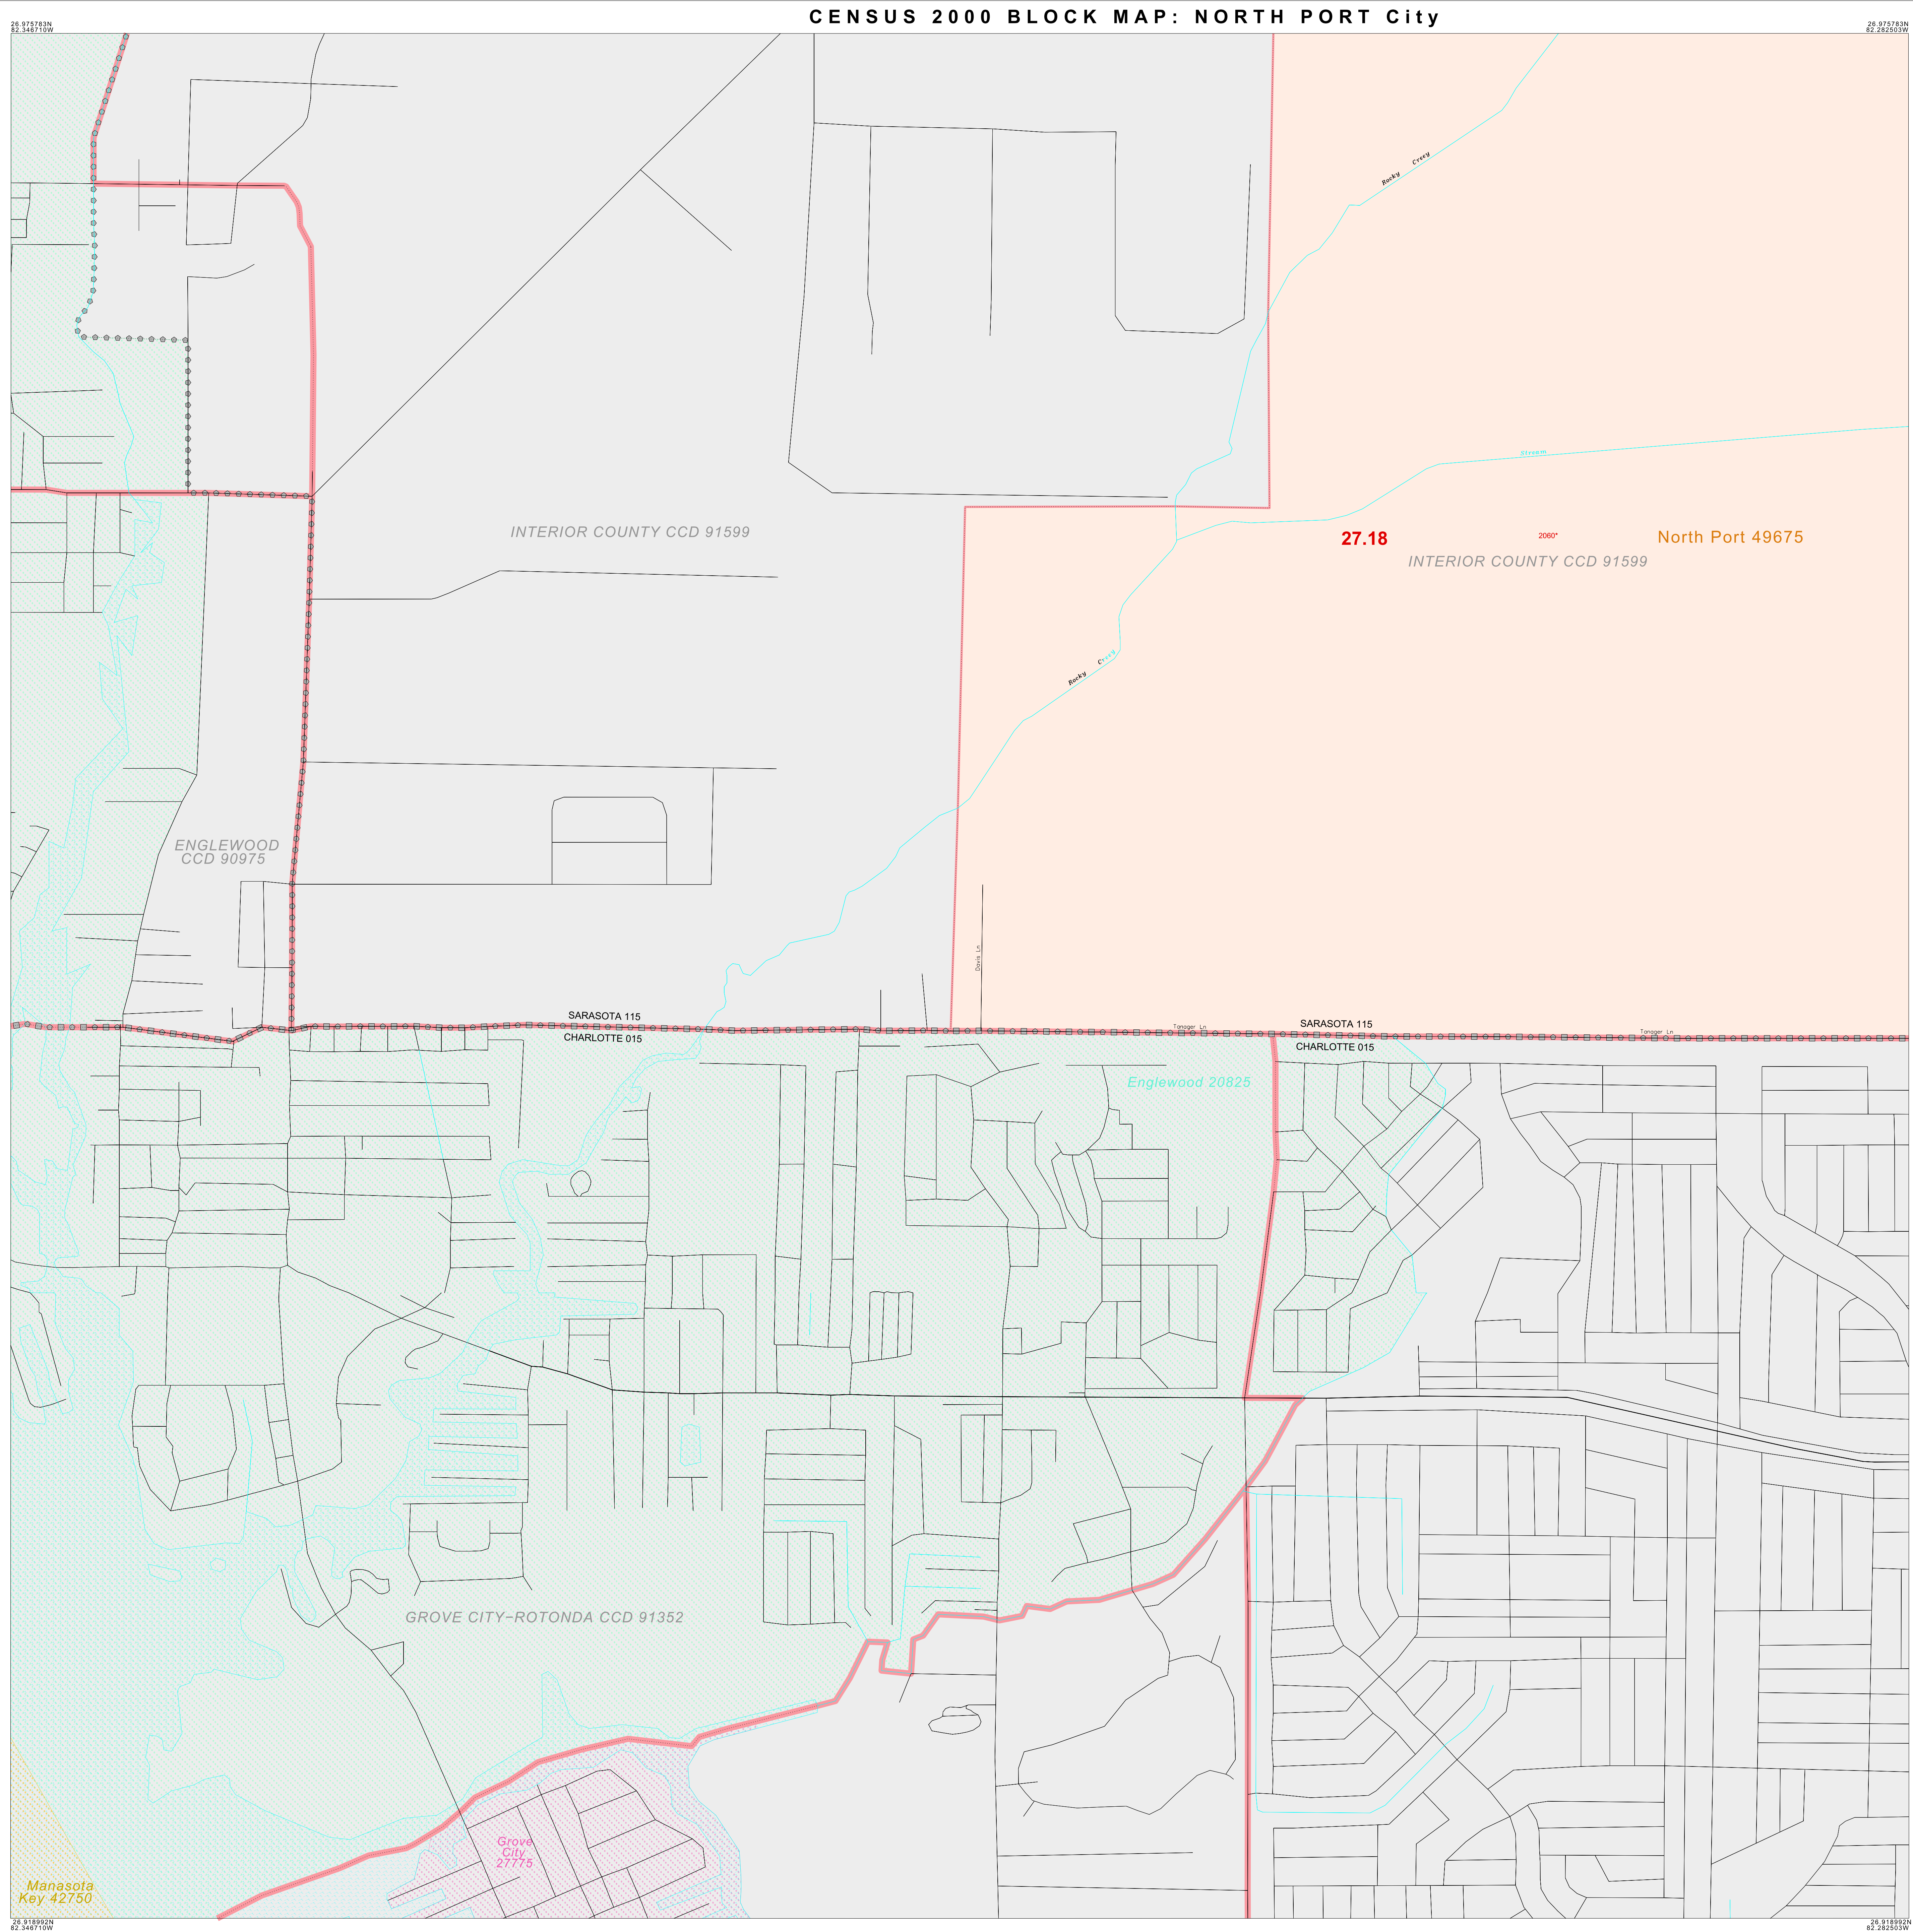 CENSUS 2000 BLOCK MAP: NORTH PORT City
26.975783N
82.346710W
26.975783N
82.282503W
Rocky Creek
Stream
INTERIOR COUNTY CCD 91599
27.18
2060*
North Port 49675
INTERIOR COUNTY CCD 91599
Rocky Creek
ENGLEWOOD
CCD 90975
Davis Ln
SARASOTA 115
CHARLOTTE 015
Tanager Ln
SARASOTA 115
CHARLOTTE 015
Tanager Ln
Englewood 20825
GROVE CITY-ROTONDA CCD 91352
Grove
City
27775
Manasota
Key 42750
26.918992N
82.346710W
26.918992N
82.282503W